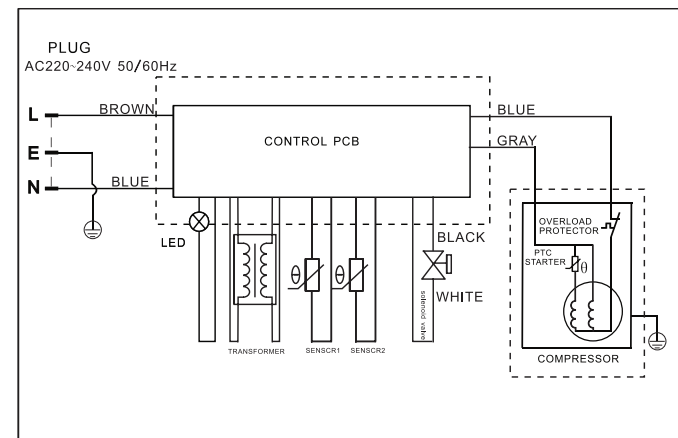 PLUG
AC220~240V 50/60Hz
L
BROWN
E
N
BLUE
CONTROL PCB
BLUE
GRAY
LED
TRANSFORMER
θ
SENSCR1
θ
SENSCR2
BLACK
WHITE
solenoid valve
OVERLOAD
PROTECTOR
PTC
STARTER
θ
COMPRESSOR